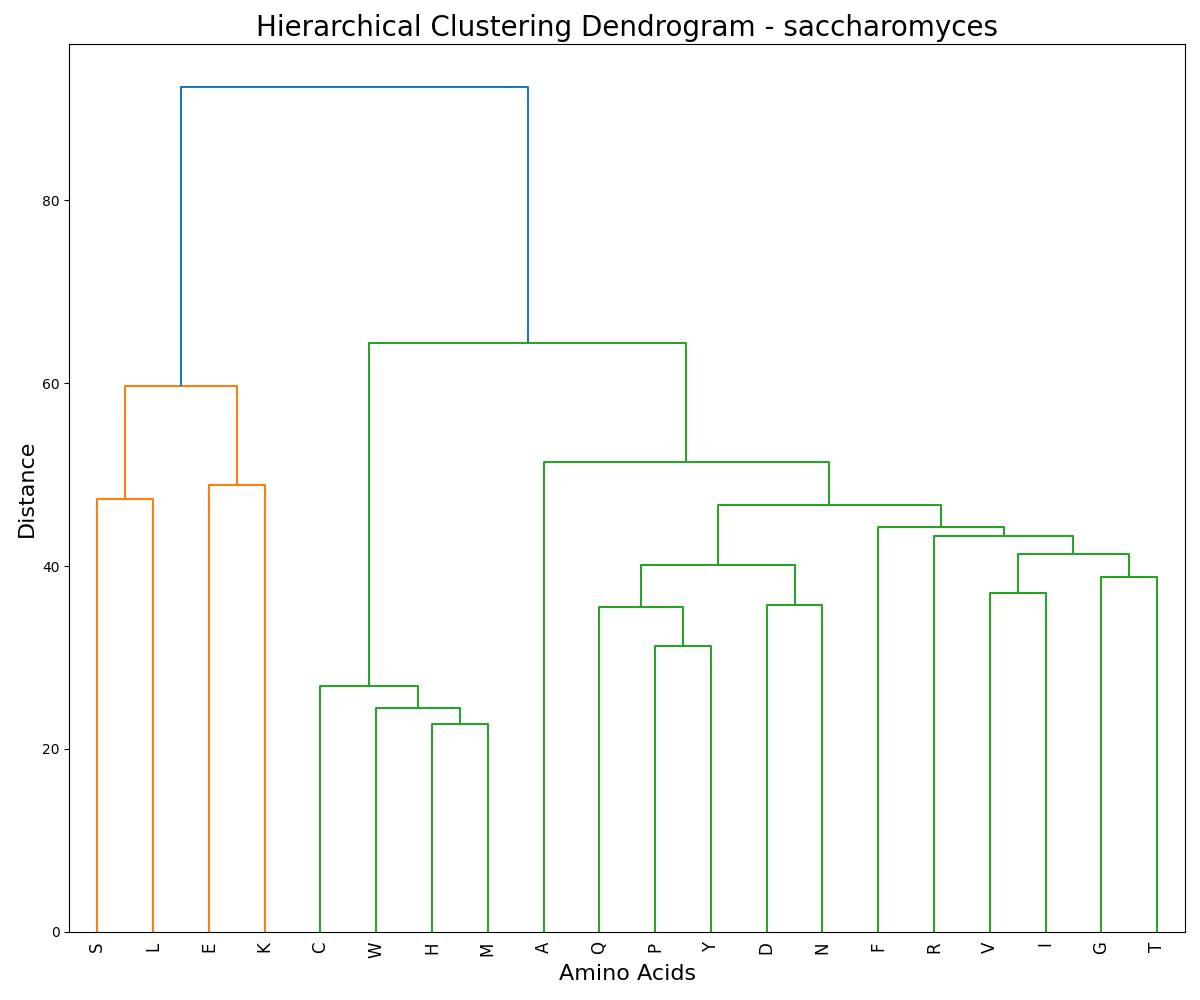 Hierarchical Clustering Dendrogram - saccharomyces
80
60
40
20
0
Distance
S L E K C W H M A Q P Y D N F R V I G T
Amino Acids